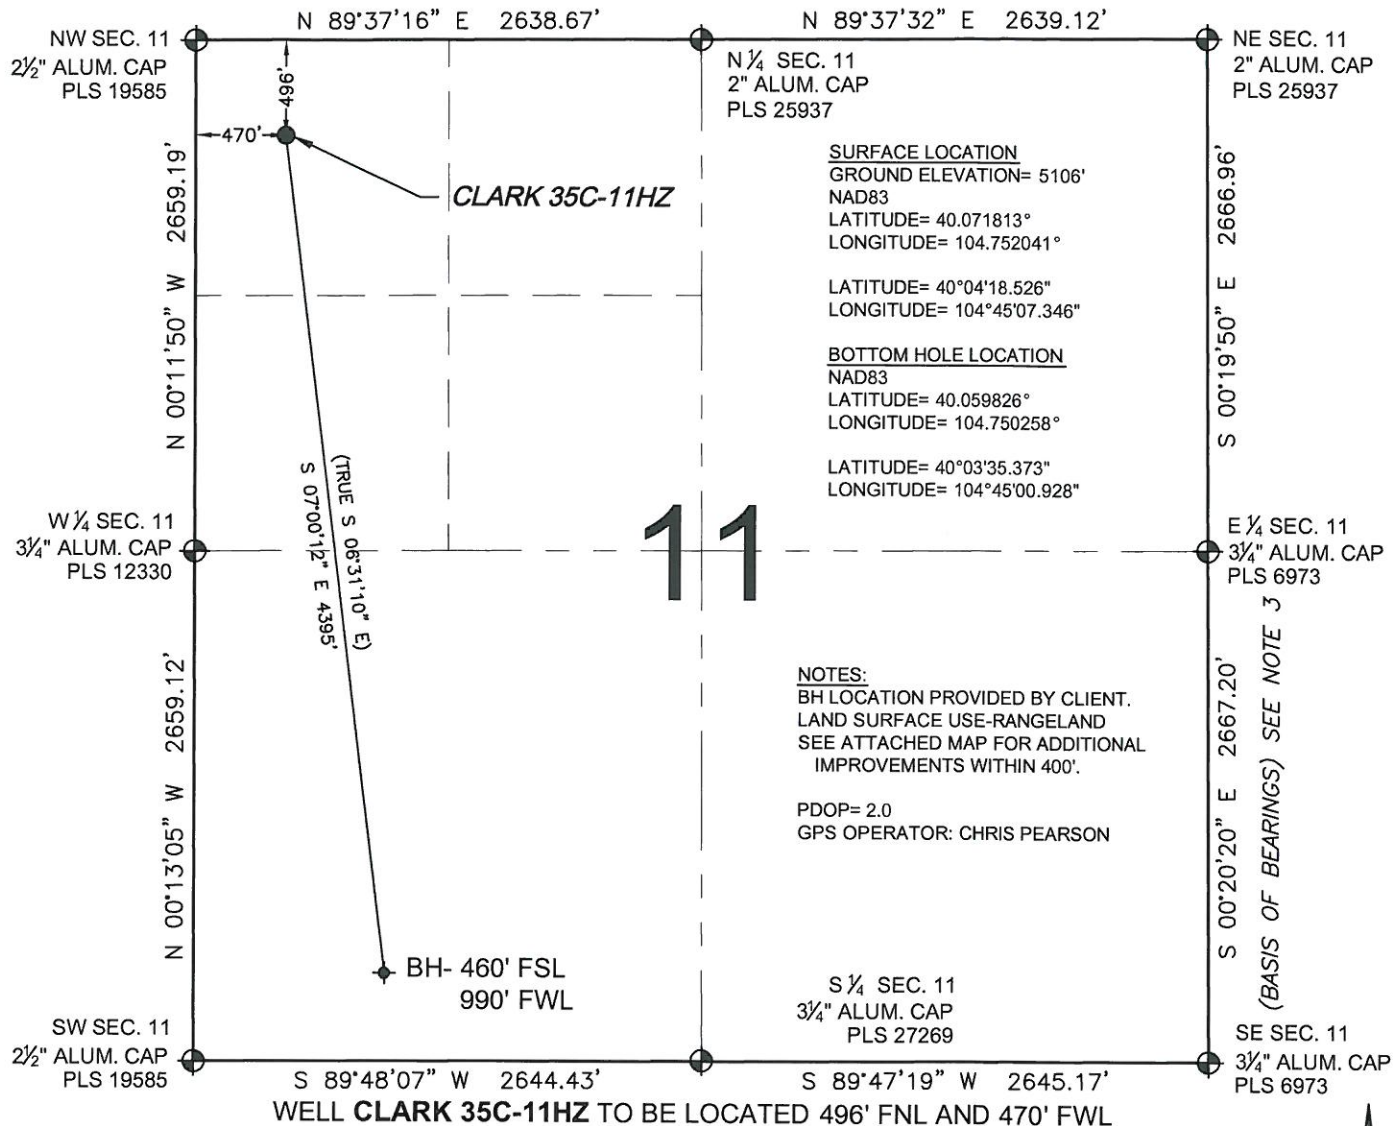 N 89°37'16" E 2638.67'
N 89°37'32" E 2639.12'
NW SEC. 11
2½" ALUM. CAP
PLS 19585
N ¼ SEC. 11
2" ALUM. CAP
PLS 25937
NE SEC. 11
2" ALUM. CAP
PLS 25937
496'
470'
CLARK 35C-11HZ
SURFACE LOCATION
GROUND ELEVATION= 5106'
NAD83
LATITUDE= 40.071813°
LONGITUDE= 104.752041°
LATITUDE= 40°04'18.526"
LONGITUDE= 104°45'07.346"
BOTTOM HOLE LOCATION
NAD83
LATITUDE= 40.059826°
LONGITUDE= 104.750258°
LATITUDE= 40°03'35.373"
LONGITUDE= 104°45'00.928"
N 00°11'50" W 2659.19'
S 00°19'50" E 2666.96'
(TRUE S 06°31'10" E)
S 07°00'12" E 4395'
W ¼ SEC. 11
3¼" ALUM. CAP
PLS 12330
11
E ¼ SEC. 11
3¼" ALUM. CAP
PLS 6973
N 00°13'05" W 2659.12'
NOTES:
BH LOCATION PROVIDED BY CLIENT.
LAND SURFACE USE-RANGELAND
SEE ATTACHED MAP FOR ADDITIONAL
IMPROVEMENTS WITHIN 400'.
PDOP= 2.0
GPS OPERATOR: CHRIS PEARSON
S 00°20'20" E 2667.20'
(BASIS OF BEARINGS) SEE NOTE 3
BH- 460' FSL
990' FWL
S ¼ SEC. 11
3¼" ALUM. CAP
PLS 27269
SW SEC. 11
2½" ALUM. CAP
PLS 19585
SE SEC. 11
3¼" ALUM. CAP
PLS 6973
S 89°48'07" W 2644.43'
S 89°47'19" W 2645.17'
WELL CLARK 35C-11HZ TO BE LOCATED 496' FNL AND 470' FWL